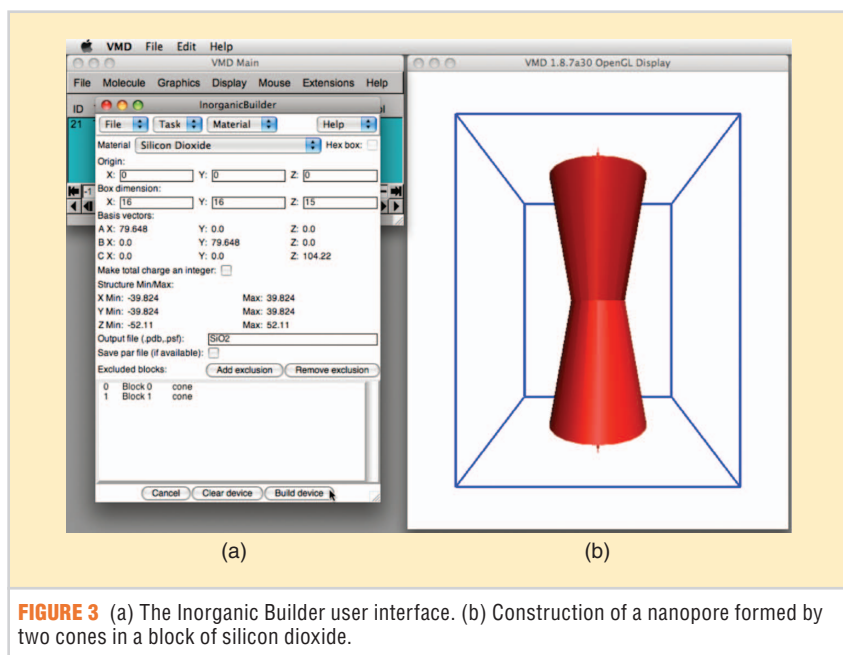 VMD File Edit Help
VMD Main
File Molecule Graphics Display Mouse Extensions Help
ID
21
InorganicBuilder
File Task Material Help
Material Silicon Dioxide Hex box:
Origin:
X: 0 Y: 0 Z: 0
Box dimension:
X: 16 Y: 16 Z: 15
Basis vectors:
A X: 79.648 Y: 0.0 Z: 0.0
B X: 0.0 Y: 79.648 Z: 0.0
C X: 0.0 Y: 0.0 Z: 104.22
Make total charge an integer:
Structure Min/Max:
X Min: -39.824 Max: 39.824
Y Min: -39.824 Max: 39.824
Z Min: -52.11 Max: 52.11
Output file (.pdb,.psf): SiO2
Save par file (if available):
Excluded blocks: Add exclusion Remove exclusion
0 Block 0 cone
1 Block 1 cone
Cancel Clear device Build device
VMD 1.8.7a30 OpenGL Display
(a) (b)
FIGURE 3 (a) The Inorganic Builder user interface. (b) Construction of a nanopore formed by
two cones in a block of silicon dioxide.